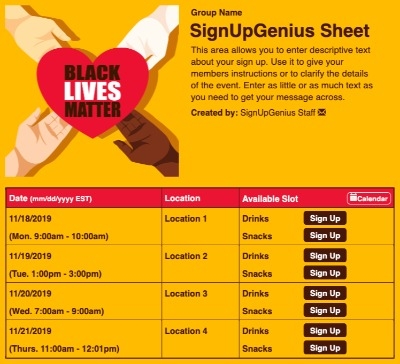 Group Name
SignUpGenius Sheet
This area allows you to enter descriptive text
about your sign up. Use it to give your
members instructions or to clarify the details
of the event. Enter as little or as much text as
you need to get your message across.
Created by: SignUpGenius Staff
BLACK
LIVES
MATTER
Date (mm/dd/yyyy EST) Location Available Slot Calendar
11/18/2019 Location 1 Drinks Sign Up
(Mon. 9:00am - 10:00am) Snacks Sign Up
11/19/2019 Location 2 Drinks Sign Up
(Tue. 1:00pm - 3:00pm) Snacks Sign Up
11/20/2019 Location 3 Drinks Sign Up
(Wed. 7:00am - 9:00am) Snacks Sign Up
11/21/2019 Location 4 Drinks Sign Up
(Thurs. 11:00am - 12:01pm) Snacks Sign Up